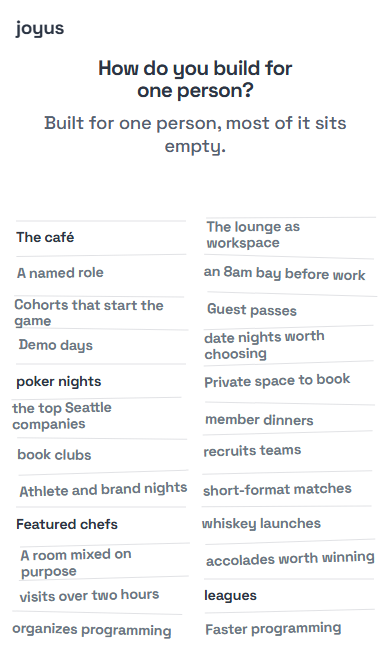 joyus
How do you build for
one person?
Built for one person, most of it sits
empty.
The café
The lounge as
workspace
A named role
an 8am bay before work
Cohorts that start the
game
Guest passes
Demo days
date nights worth
choosing
poker nights
Private space to book
the top Seattle
companies
member dinners
book clubs
recruits teams
Athlete and brand nights
short-format matches
Featured chefs
whiskey launches
A room mixed on
purpose
accolades worth winning
visits over two hours
leagues
organizes programming
Faster programming